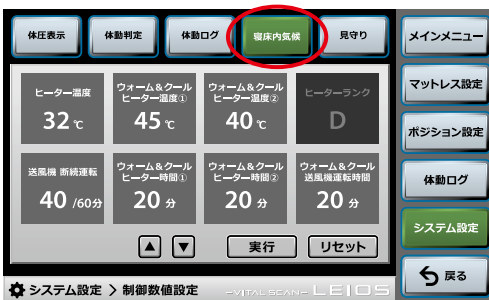 体圧表示
体動判定
体動ログ
寝床内気候
見守り
メインメニュー
マットレス設定
ポジション設定
体動ログ
システム設定
戻る
ヒーター温度
32 ℃
ウォーム&クール
ヒーター温度①
45 ℃
ウォーム&クール
ヒーター温度②
40 ℃
ヒーターランク
D
送風機 断続運転
40 /60分
ウォーム&クール
ヒーター時間①
20 分
ウォーム&クール
ヒーター時間②
20 分
ウォーム&クール
送風機運転時間
20 分
▲ ▼ 実行 リセット
システム設定 > 制御数値設定
-VITAL SCAN- LEIOS